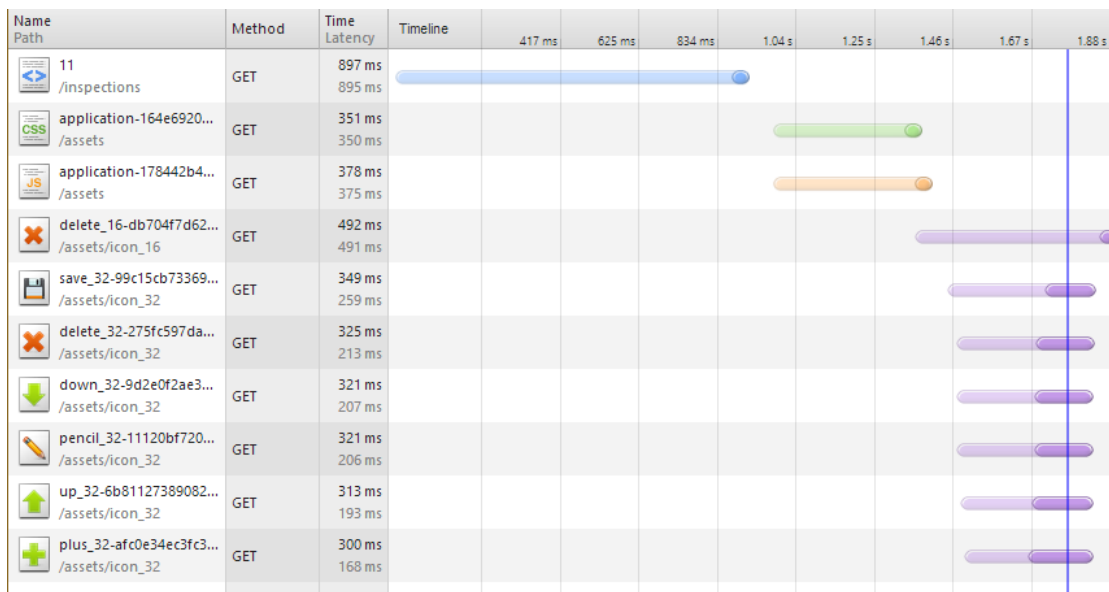 Name Method Time Timeline
Path Latency 417 ms 625 ms 834 ms 1.04 s 1.25 s 1.46 s 1.67 s 1.88 s
11 GET 897 ms
/inspections 895 ms
application-164e6920... GET 351 ms
CSS /assets 350 ms
application-178442b4... GET 378 ms
JS /assets 375 ms
delete_16-db704f7d62... GET 492 ms
/assets/icon_16 491 ms
save_32-99c15cb73369... GET 349 ms
/assets/icon_32 259 ms
delete_32-275fc597da... GET 325 ms
/assets/icon_32 213 ms
down_32-9d2e0f2ae3... GET 321 ms
/assets/icon_32 207 ms
pencil_32-11120bf720... GET 321 ms
/assets/icon_32 206 ms
up_32-6b81127389082... GET 313 ms
/assets/icon_32 193 ms
plus_32-afc0e34ec3fc3... GET 300 ms
/assets/icon_32 168 ms